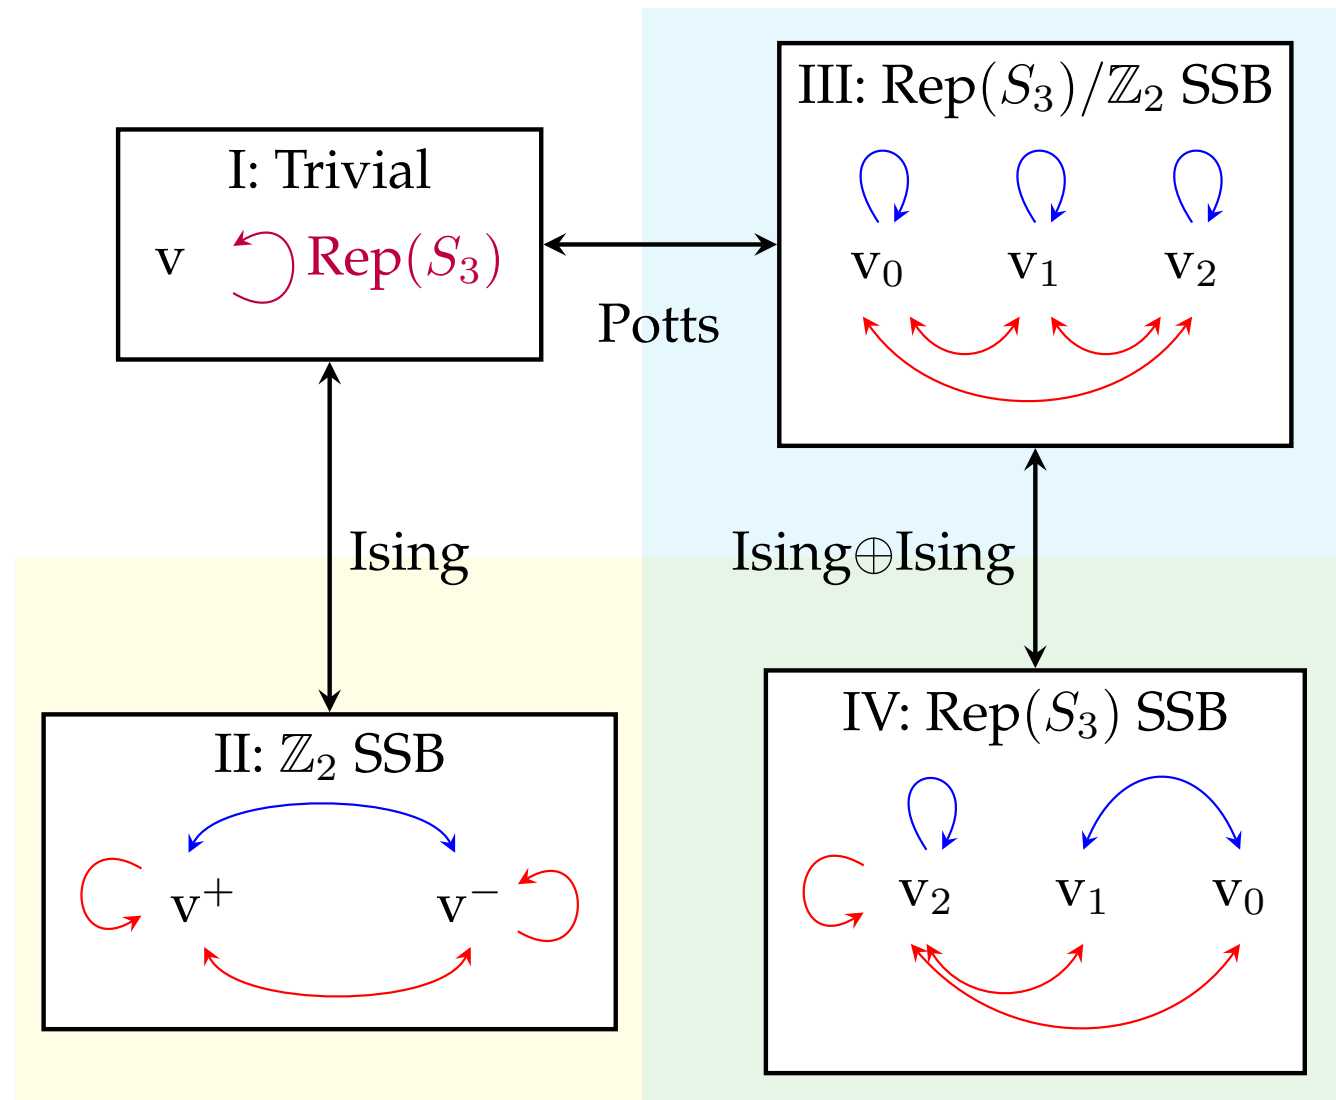 III: Rep(S₃)/ℤ₂ SSB
v₀ v₁ v₂
I: Trivial
v Rep(S₃)
Potts
Ising
Ising⊕Ising
II: ℤ₂ SSB
v⁺ v⁻
IV: Rep(S₃) SSB
v₂ v₁ v₀